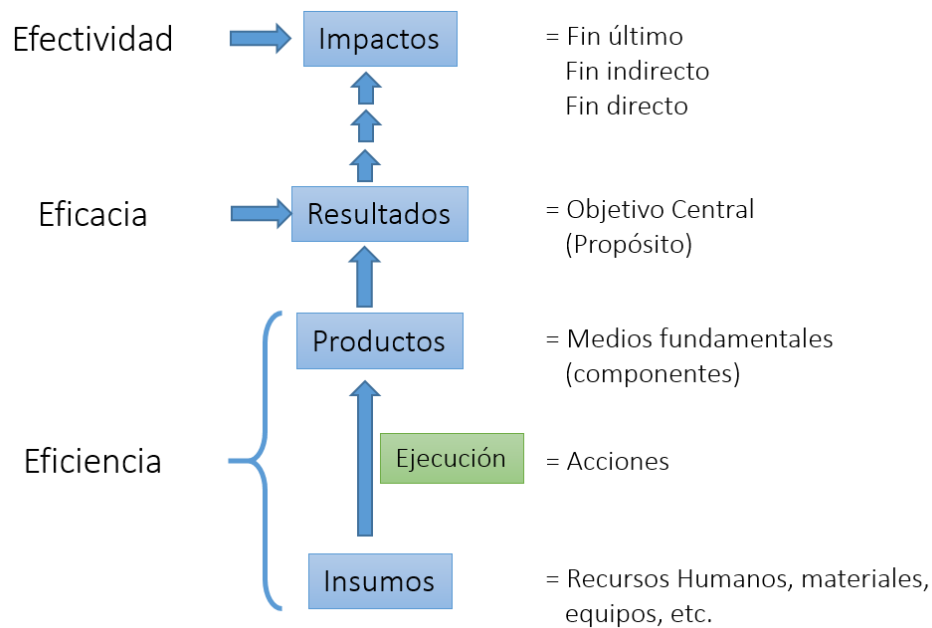 Efectividad
Impactos
= Fin último
Fin indirecto
Fin directo
Eficacia
Resultados
= Objetivo Central
(Propósito)
Productos
= Medios fundamentales
(componentes)
Eficiencia
Ejecución
= Acciones
Insumos
= Recursos Humanos, materiales,
equipos, etc.